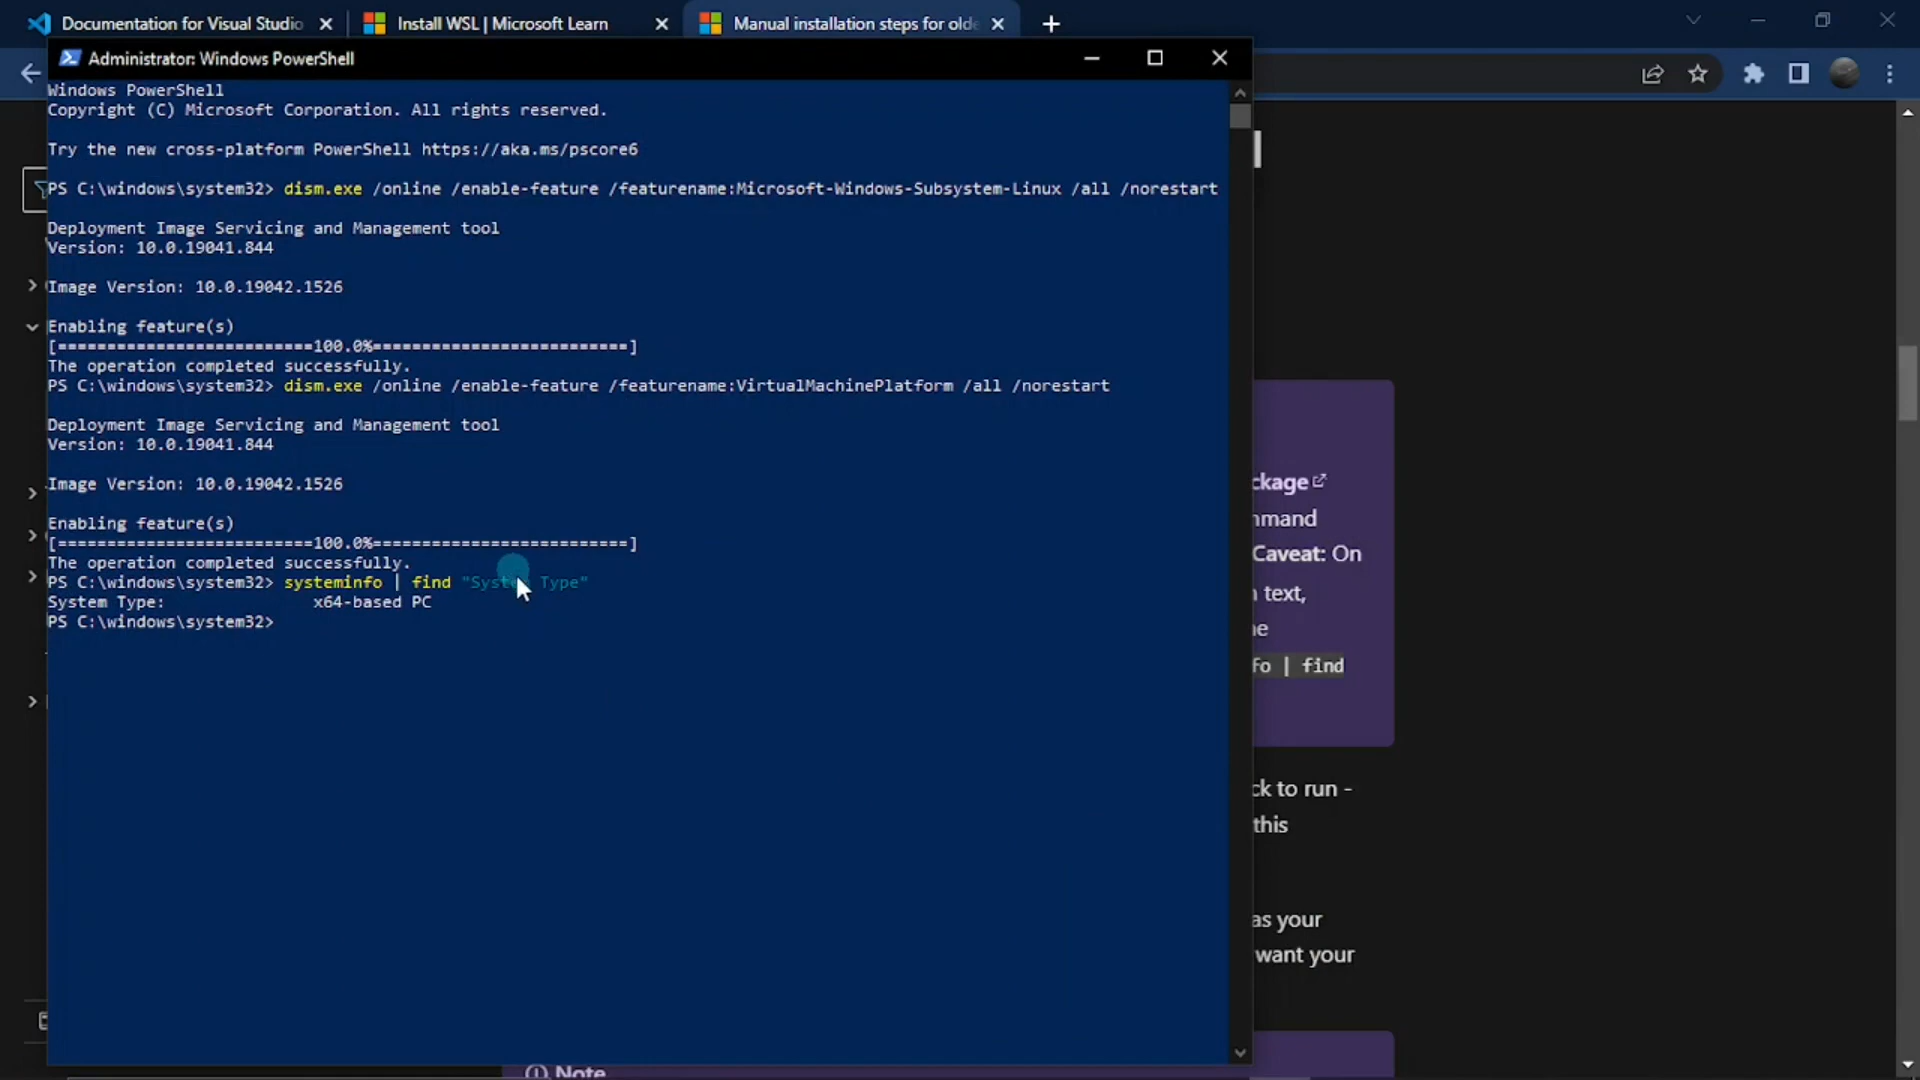 Documentation for Visual Studio
Install WSL | Microsoft Learn
Manual installation steps for olde
Administrator: Windows PowerShell
Windows PowerShell
Copyright (C) Microsoft Corporation. All rights reserved.
Try the new cross-platform PowerShell https://aka.ms/pscore6
PS C:\windows\system32> dism.exe /online /enable-feature /featurename:Microsoft-Windows-Subsystem-Linux /all /norestart
Deployment Image Servicing and Management tool
Version: 10.0.19041.844
Image Version: 10.0.19042.1526
Enabling feature(s)
[==========================100.0%==========================]
The operation completed successfully.
PS C:\windows\system32> dism.exe /online /enable-feature /featurename:VirtualMachinePlatform /all /norestart
Deployment Image Servicing and Management tool
Version: 10.0.19041.844
Image Version: 10.0.19042.1526
Enabling feature(s)
[==========================100.0%==========================]
The operation completed successfully.
PS C:\windows\system32> systeminfo | find "System Type"
System Type:               x64-based PC
PS C:\windows\system32>
ckage
mmand
Caveat: On
text,
fo | find
ck to run -
this
as your
want your
Note